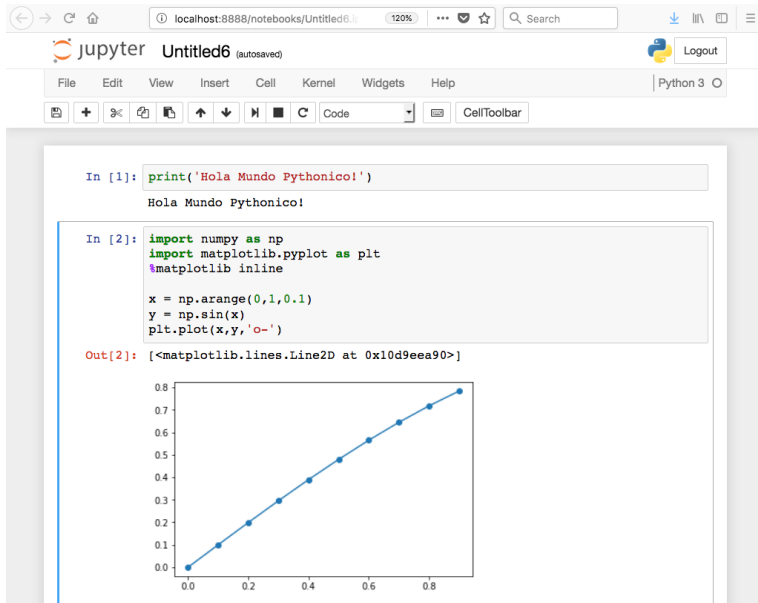 localhost:8888/notebooks/Untitled6.i 120% Search
jupyter Untitled6 (autosaved) Logout
File Edit View Insert Cell Kernel Widgets Help Python 3
Code CellToolbar
In [1]: print('Hola Mundo Pythonico!')
Hola Mundo Pythonico!
In [2]: import numpy as np
import matplotlib.pyplot as plt
%matplotlib inline
x = np.arange(0,1,0.1)
y = np.sin(x)
plt.plot(x,y,'o-')
Out[2]: [<matplotlib.lines.Line2D at 0x10d9eea90>]
0.8
0.7
0.6
0.5
0.4
0.3
0.2
0.1
0.0
0.0 0.2 0.4 0.6 0.8